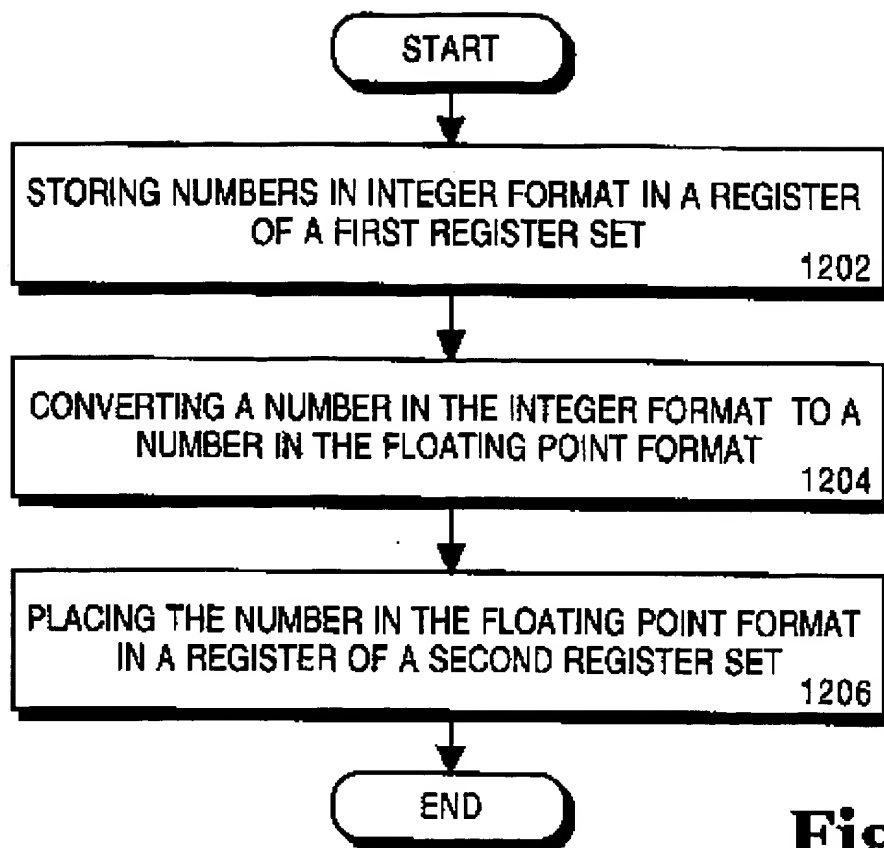 START
STORING NUMBERS IN INTEGER FORMAT IN A REGISTER
OF A FIRST REGISTER SET
1202
CONVERTING A NUMBER IN THE INTEGER FORMAT TO A
NUMBER IN THE FLOATING POINT FORMAT
1204
PLACING THE NUMBER IN THE FLOATING POINT FORMAT
IN A REGISTER OF A SECOND REGISTER SET
1206
END
Fig